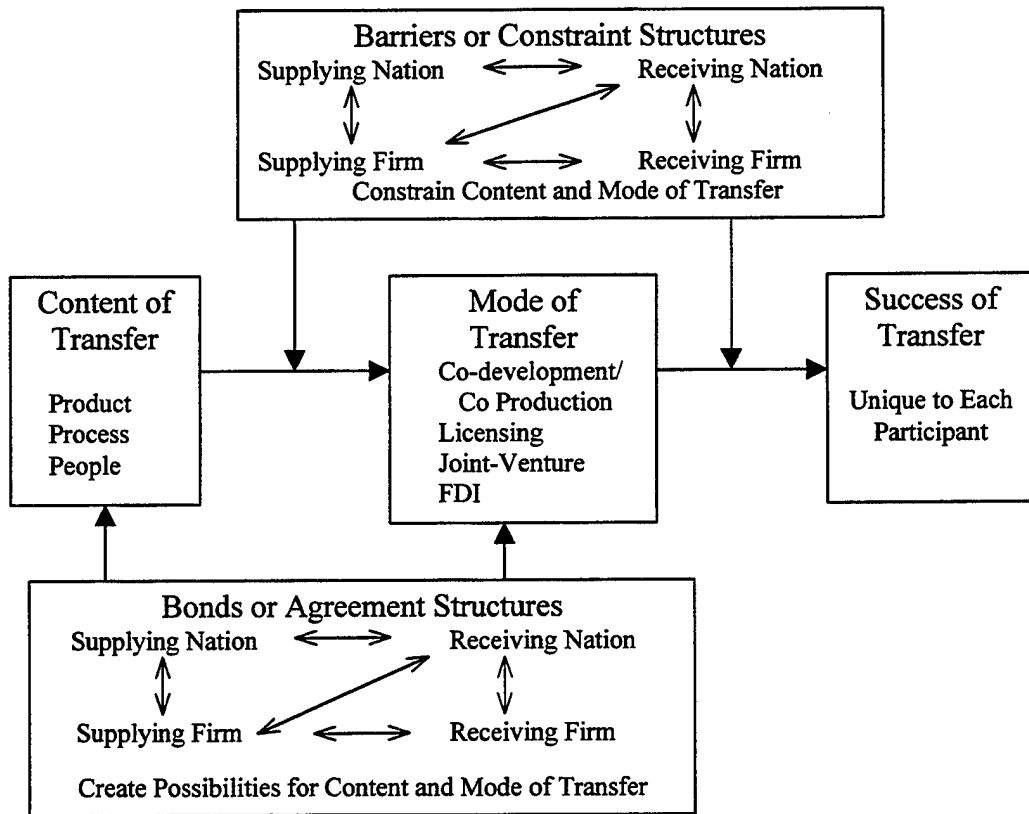 Barriers or Constraint Structures
Supplying Nation Receiving Nation
Supplying Firm Receiving Firm
Constrain Content and Mode of Transfer
Content of
Transfer
Product
Process
People
Mode of
Transfer
Co-development/
Co Production
Licensing
Joint-Venture
FDI
Success of
Transfer
Unique to Each
Participant
Bonds or Agreement Structures
Supplying Nation Receiving Nation
Supplying Firm Receiving Firm
Create Possibilities for Content and Mode of Transfer